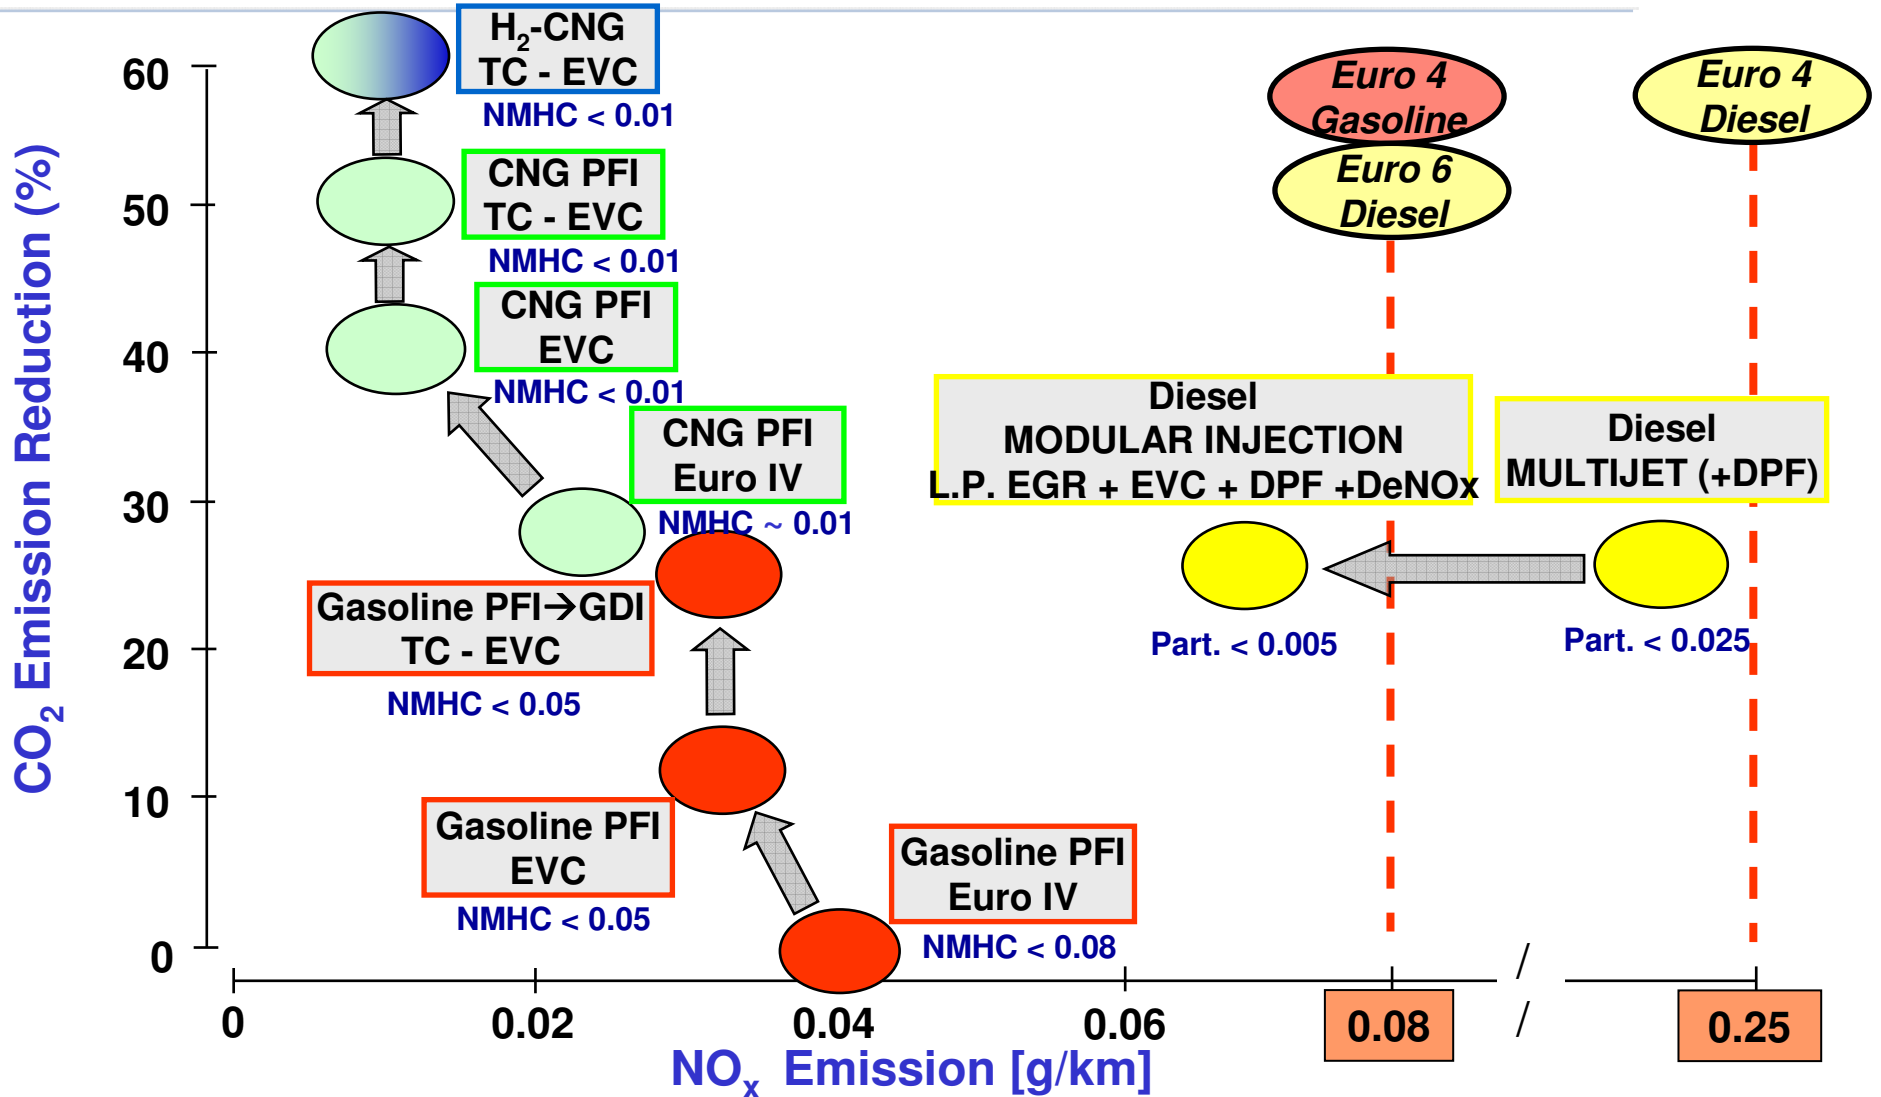 CO2 Emission Reduction (%)
60
50
40
30
20
10
0
H2-CNG
TC - EVC
NMHC < 0.01
CNG PFI
TC - EVC
NMHC < 0.01
CNG PFI
EVC
NMHC < 0.01
CNG PFI
Euro IV
NMHC ~ 0.01
Gasoline PFI→GDI
TC - EVC
NMHC < 0.05
Gasoline PFI
EVC
NMHC < 0.05
Gasoline PFI
Euro IV
NMHC < 0.08
Euro 4
Gasoline
Euro 6
Diesel
Euro 4
Diesel
Diesel
MODULAR INJECTION
L.P. EGR + EVC + DPF +DeNOx
Part. < 0.005
Diesel
MULTIJET (+DPF)
Part. < 0.025
/
/
0
0.02
0.04
0.06
0.08
0.25
NOx Emission [g/km]